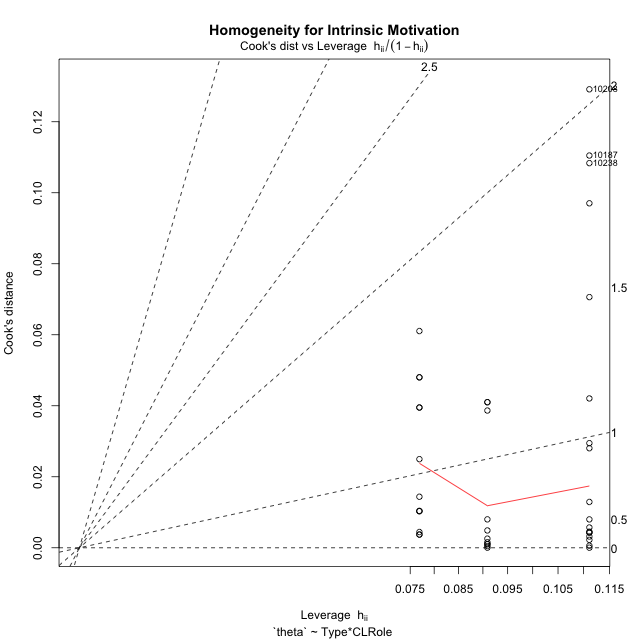 Homogeneity for Intrinsic Motivation
Cook's dist vs Leverage hii/(1 − hii)
2.5
2
10187
10238
1.5
1
0.5
0
0.12
0.10
0.08
0.06
0.04
0.02
0.00
Cook's distance
0.075 0.085 0.095 0.105 0.115
Leverage hii
`theta` ~ Type*CLRole